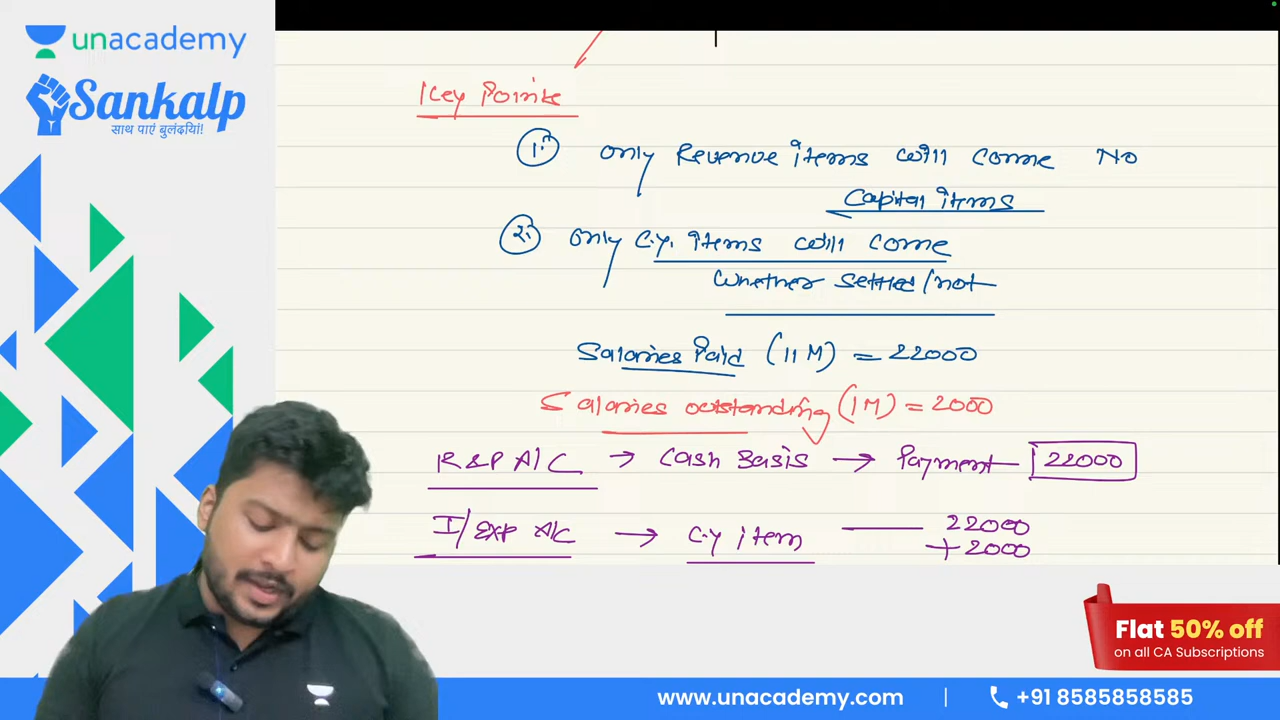 unacademy
Sankalp
साथ पाएं बुलंदियां!
Key Points
1. only Revenue items will come No
Capital items
2. only C.Y. items will come
Whether settled/not
Salaries Paid (11 M) = 22000
Salaries outstanding (1M) = 2000
R&P A/C → Cash Basis → Payment 22000
I/EXP A/C → C.Y item — 22000
+2000
Flat 50% off
on all CA Subscriptions
www.unacademy.com | +91 8585858585